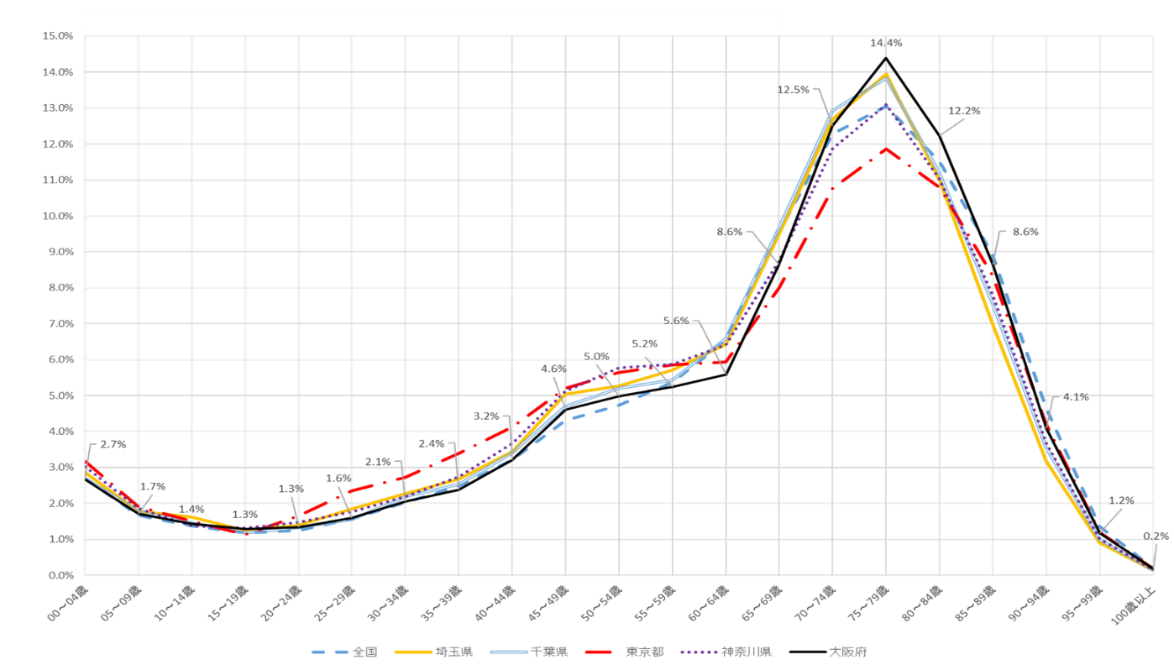 15.0%
14.0%
13.0%
12.0%
11.0%
10.0%
9.0%
8.0%
7.0%
6.0%
5.0%
4.0%
3.0%
2.0%
1.0%
0.0%
2.7%
1.7%
1.4%
1.3%
1.3%
1.6%
2.1%
2.4%
3.2%
4.6%
5.0%
5.2%
5.6%
8.6%
12.5%
14.4%
12.2%
8.6%
4.1%
1.2%
0.2%
00～04歳
05～09歳
10～14歳
15～19歳
20～24歳
25～29歳
30～34歳
35～39歳
40～44歳
45～49歳
50～54歳
55～59歳
60～64歳
65～69歳
70～74歳
75～79歳
80～84歳
85～89歳
90～94歳
95～99歳
100歳以上
全国 埼玉県 千葉県 東京都 神奈川県 大阪府